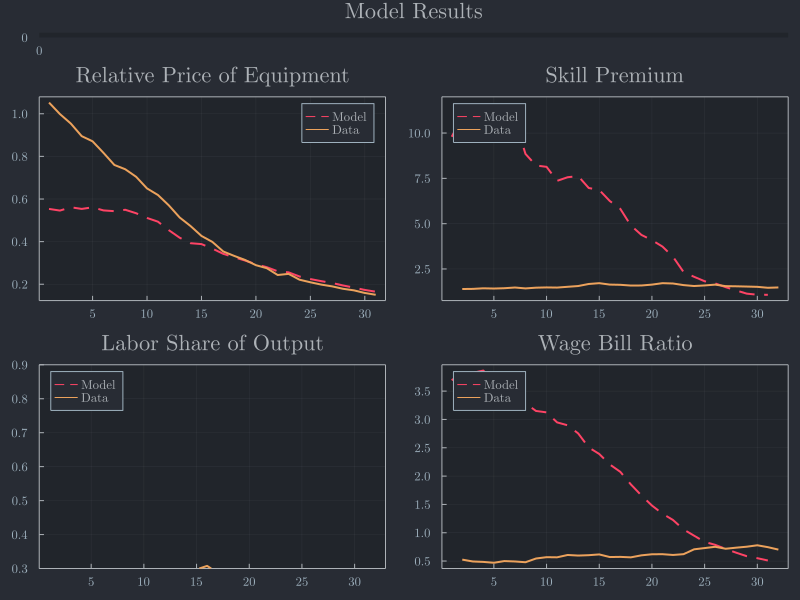 Model Results
0
0
Relative Price of Equipment
Model
Data
1.0
0.8
0.6
0.4
0.2
5 10 15 20 25 30
Skill Premium
Model
Data
10.0
7.5
5.0
2.5
5 10 15 20 25 30
Labor Share of Output
Model
Data
0.9
0.8
0.7
0.6
0.5
0.4
0.3
5 10 15 20 25 30
Wage Bill Ratio
Model
Data
3.5
3.0
2.5
2.0
1.5
1.0
0.5
5 10 15 20 25 30